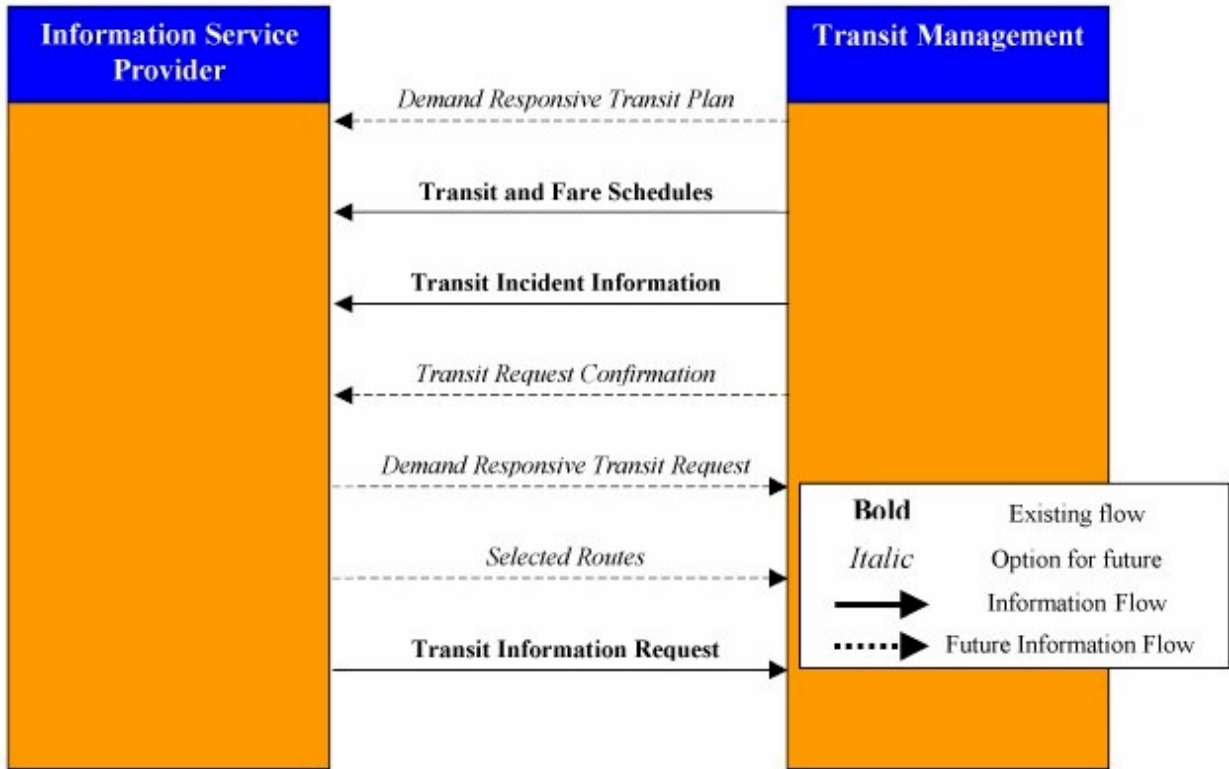 Information Service
Provider
Transit Management
Demand Responsive Transit Plan
Transit and Fare Schedules
Transit Incident Information
Transit Request Confirmation
Demand Responsive Transit Request
Selected Routes
Transit Information Request
Bold Existing flow
Italic Option for future
Information Flow
Future Information Flow